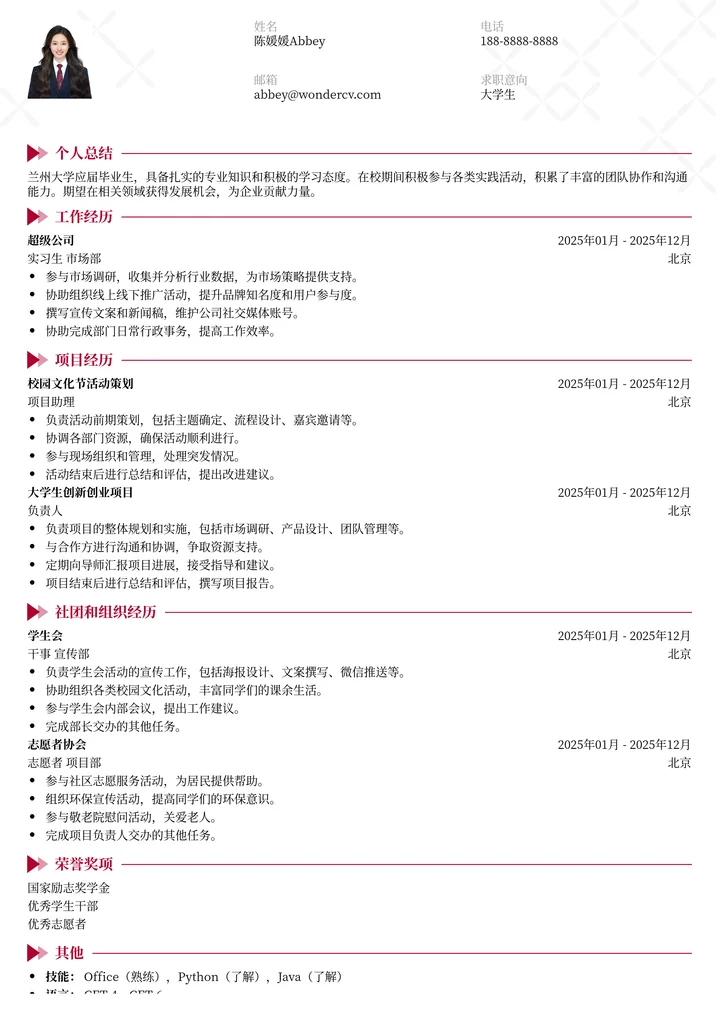 姓名
陈媛媛Abbey
电话
188-8888-8888
邮箱
abbey@wondercv.com
求职意向
大学生
个人总结
兰州大学应届毕业生，具备扎实的专业知识和积极的学习态度。在校期间积极参与各类实践活动，积累了丰富的团队协作和沟通
能力。期望在相关领域获得发展机会，为企业贡献力量。
工作经历
超级公司 2025年01月 - 2025年12月
实习生 市场部 北京
• 参与市场调研，收集并分析行业数据，为市场策略提供支持。
• 协助组织线上线下推广活动，提升品牌知名度和用户参与度。
• 撰写宣传文案和新闻稿，维护公司社交媒体账号。
• 协助完成部门日常行政事务，提高工作效率。
项目经历
校园文化节活动策划 2025年01月 - 2025年12月
项目助理 北京
• 负责活动前期策划，包括主题确定、流程设计、嘉宾邀请等。
• 协调各部门资源，确保活动顺利进行。
• 参与现场组织和管理，处理突发情况。
• 活动结束后进行总结和评估，提出改进建议。
大学生创新创业项目 2025年01月 - 2025年12月
负责人 北京
• 负责项目的整体规划和实施，包括市场调研、产品设计、团队管理等。
• 与合作方进行沟通和协调，争取资源支持。
• 定期向导师汇报项目进展，接受指导和建议。
• 项目结束后进行总结和评估，撰写项目报告。
社团和组织经历
学生会 2025年01月 - 2025年12月
干事 宣传部 北京
• 负责学生会活动的宣传工作，包括海报设计、文案撰写、微信推送等。
• 协助组织各类校园文化活动，丰富同学们的课余生活。
• 参与学生会内部会议，提出工作建议。
• 完成部长交办的其他任务。
志愿者协会 2025年01月 - 2025年12月
志愿者 项目部 北京
• 参与社区志愿服务活动，为居民提供帮助。
• 组织环保宣传活动，提高同学们的环保意识。
• 参与敬老院慰问活动，关爱老人。
• 完成项目负责人交办的其他任务。
荣誉奖项
国家励志奖学金
优秀学生干部
优秀志愿者
其他
• 技能： Office（熟练）, Python（了解）, Java（了解）